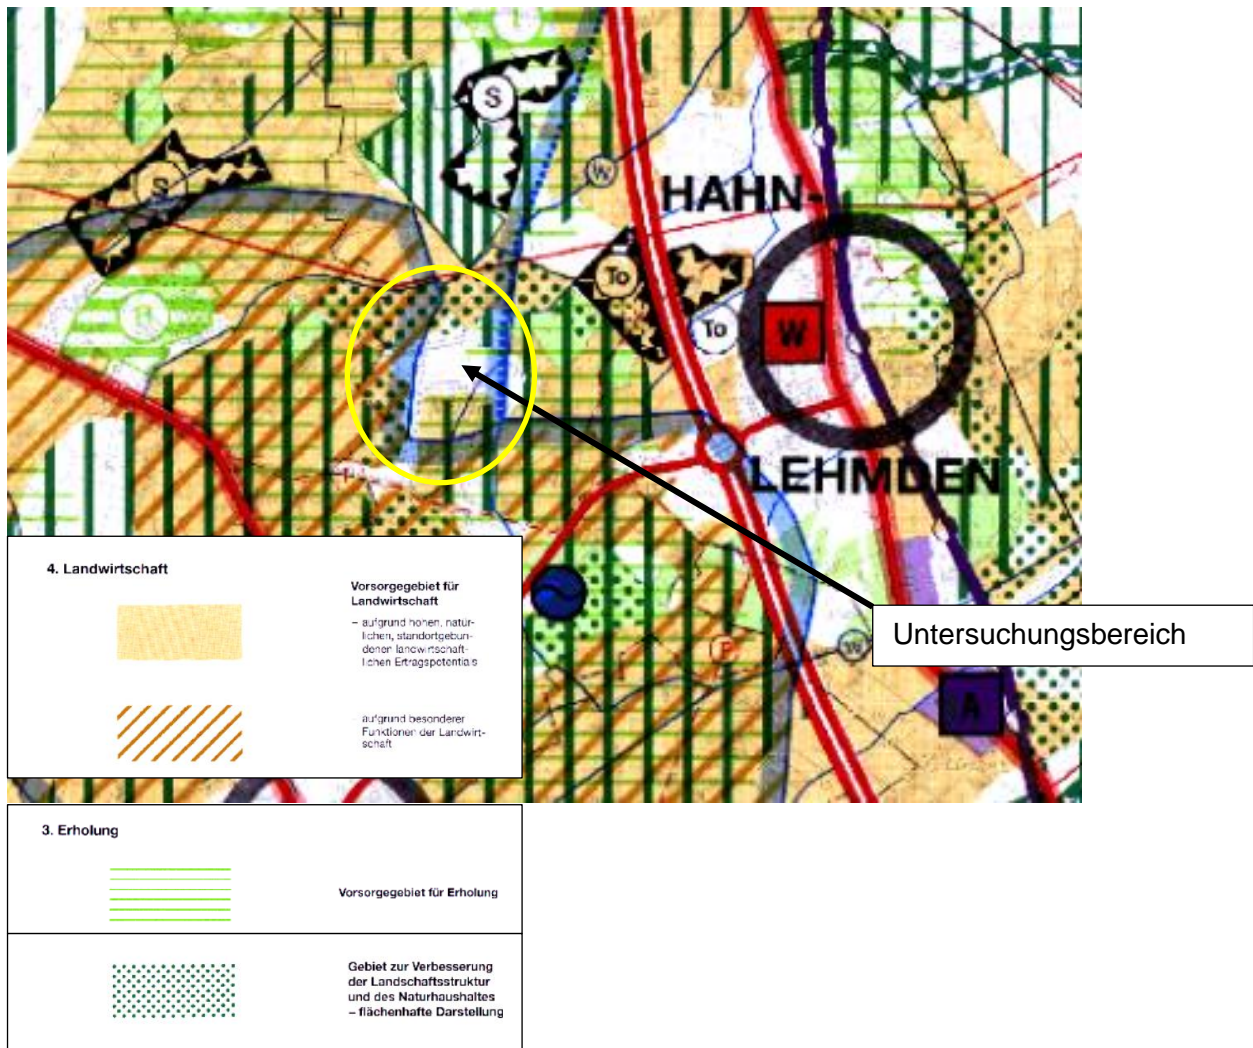 S
S
W
HAHN-
To
To
W
LEHMDEN
W
A
Untersuchungsbereich
4. Landwirtschaft
Vorsorgegebiet für
Landwirtschaft
– aufgrund hohen, natür-
lichen, standortgebun-
denen landwirtschaft-
lichen Ertragspotentials
– aufgrund besonderer
Funktionen der Landwirt-
schaft
3. Erholung
Vorsorgegebiet für Erholung
Gebiet zur Verbesserung
der Landschaftsstruktur
und des Naturhaushaltes
– flächenhafte Darstellung